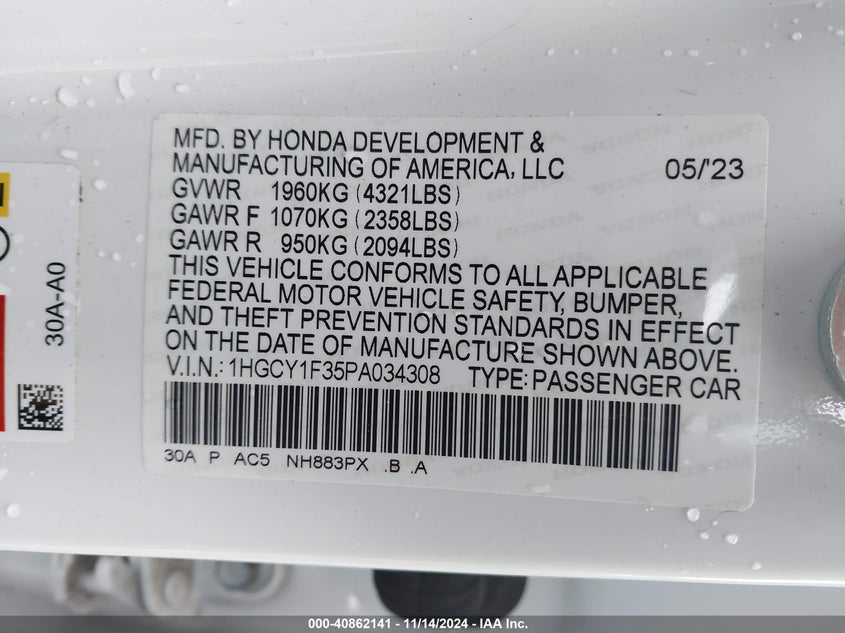 MFD. BY HONDA DEVELOPMENT &
MANUFACTURING OF AMERICA, LLC 05/'23
GVWR 1960KG (4321LBS)
GAWR F 1070KG (2358LBS)
GAWR R 950KG (2094LBS)
THIS VEHICLE CONFORMS TO ALL APPLICABLE
FEDERAL MOTOR VEHICLE SAFETY, BUMPER,
AND THEFT PREVENTION STANDARDS IN EFFECT
ON THE DATE OF MANUFACTURE SHOWN ABOVE.
V.I.N.: 1HGCY1F35PA034308 TYPE: PASSENGER CAR
30A P AC5 NH883PX .B .A
30A-A0
000-40862141 - 11/14/2024 - IAA Inc.